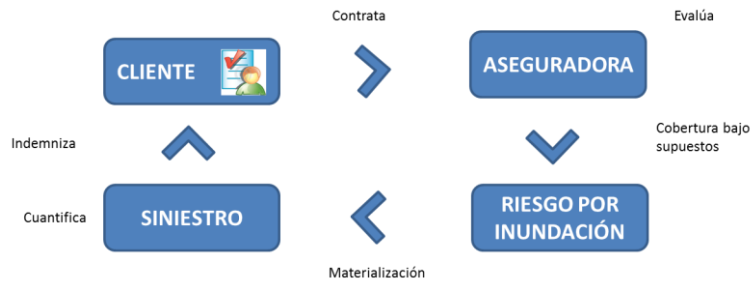 Contrata
Evalúa
CLIENTE
ASEGURADORA
Indemniza
Cobertura bajo
supuestos
Cuantifica
SINIESTRO
RIESGO POR
INUNDACIÓN
Materialización